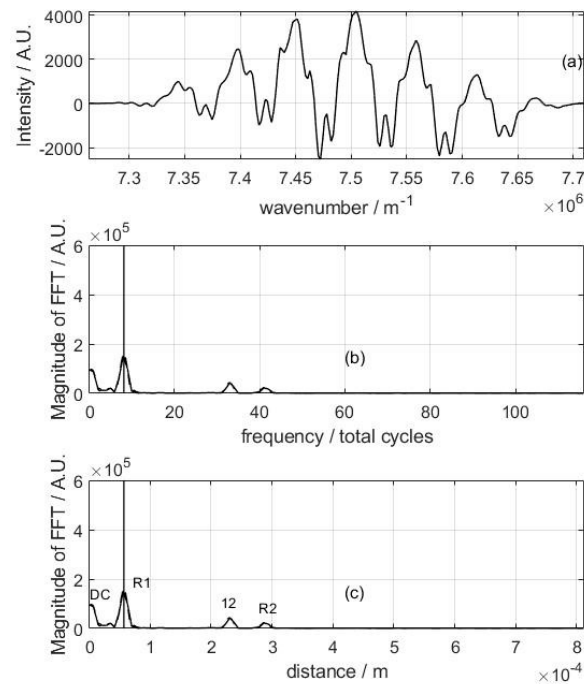 4000
2000
0
-2000
Intensity / A.U.
(a)
7.3 7.35 7.4 7.45 7.5 7.55 7.6 7.65 7.7
wavenumber / m⁻¹ ×10⁶
×10⁵
6
4
2
0
Magnitude of FFT / A.U.
(b)
0 20 40 60 80 100
frequency / total cycles
×10⁵
6
4
2
0
Magnitude of FFT / A.U.
DC R1 12 R2 (c)
0 1 2 3 4 5 6 7 8
distance / m ×10⁻⁴